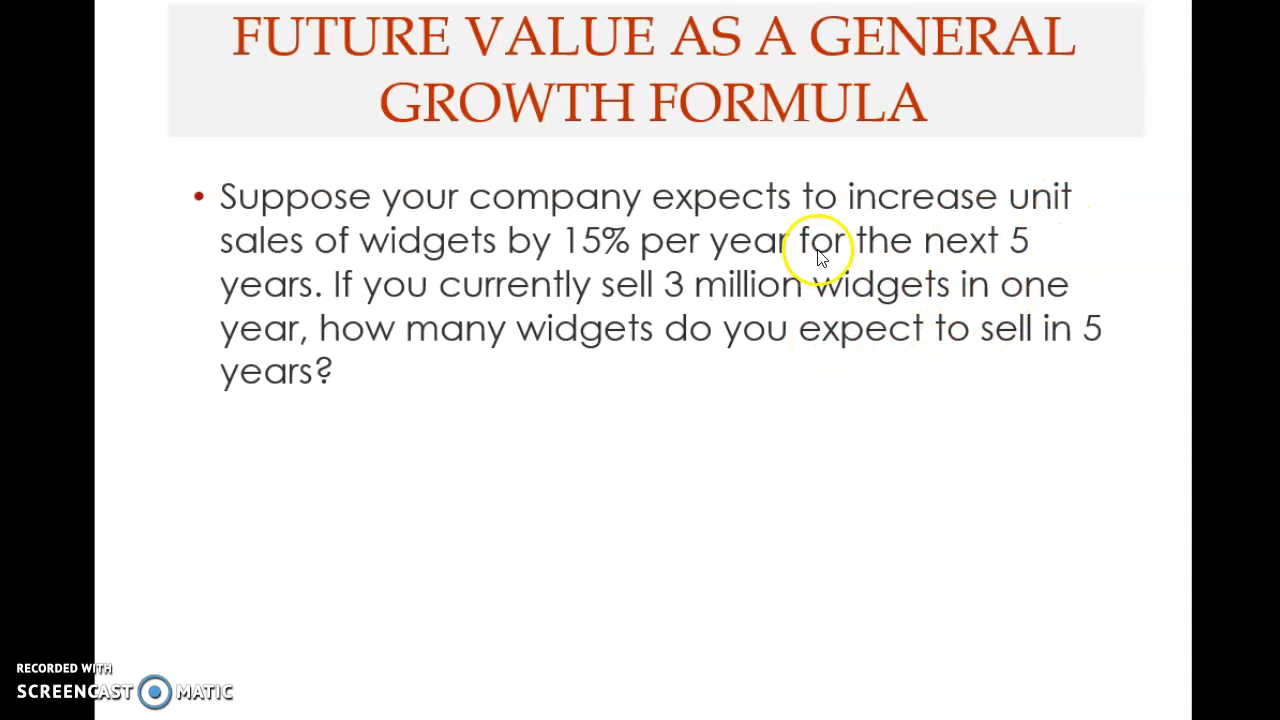 FUTURE VALUE AS A GENERAL
GROWTH FORMULA
• Suppose your company expects to increase unit
sales of widgets by 15% per year for the next 5
years. If you currently sell 3 million widgets in one
year, how many widgets do you expect to sell in 5
years?
RECORDED WITH
SCREENCAST MATIC